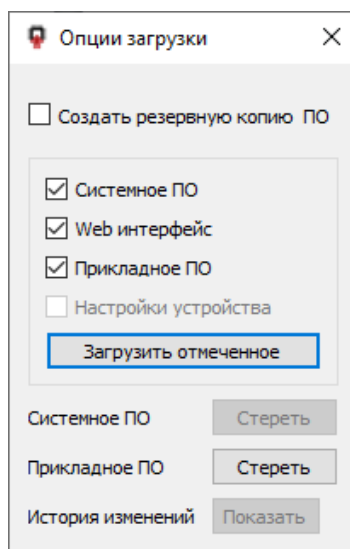 Опции загрузки
Создать резервную копию ПО
Системное ПО
Web интерфейс
Прикладное ПО
Настройки устройства
Загрузить отмеченное
Системное ПО Стереть
Прикладное ПО Стереть
История изменений Показать